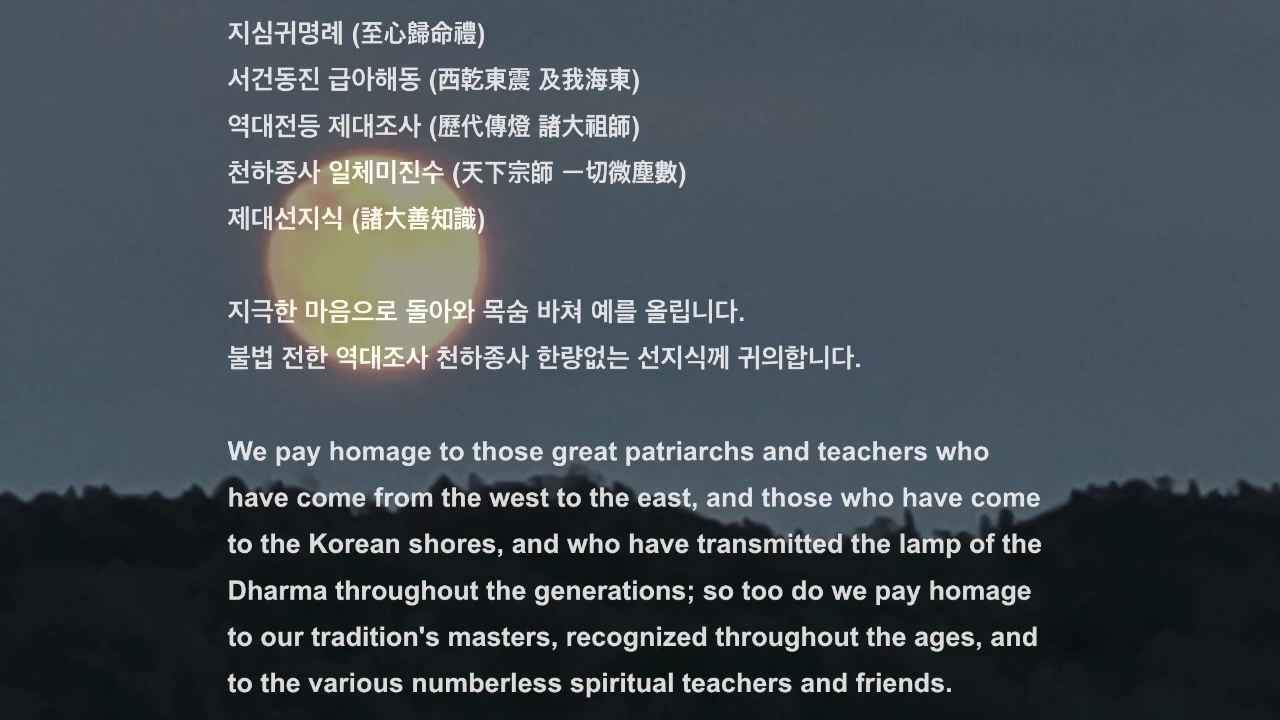 지심귀명례 (至心歸命禮)
서건동진 급아해동 (西乾東震 及我海東)
역대전등 제대조사 (歷代傳燈 諸大祖師)
천하종사 일체미진수 (天下宗師 一切微塵數)
제대선지식 (諸大善知識)
지극한 마음으로 돌아와 목숨 바쳐 예를 올립니다.
불법 전한 역대조사 천하종사 한량없는 선지식께 귀의합니다.
We pay homage to those great patriarchs and teachers who
have come from the west to the east, and those who have come
to the Korean shores, and who have transmitted the lamp of the
Dharma throughout the generations; so too do we pay homage
to our tradition's masters, recognized throughout the ages, and
to the various numberless spiritual teachers and friends.